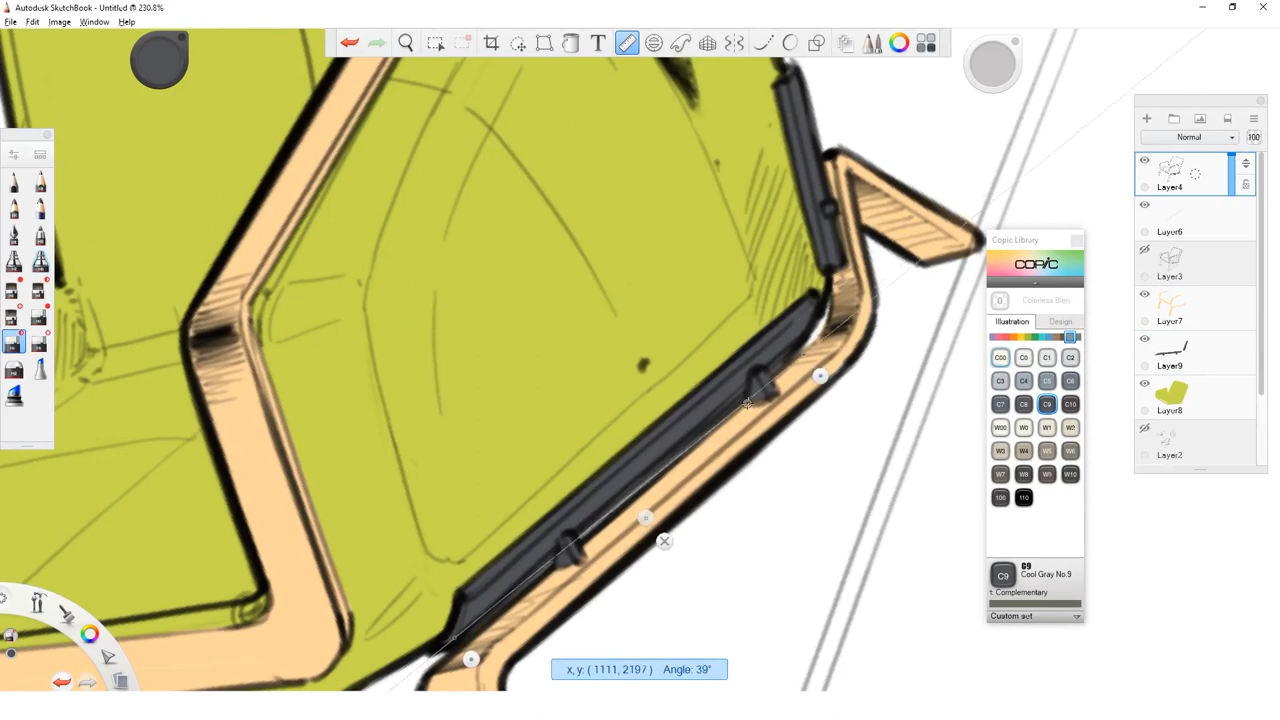 Autodesk SketchBook - Untitled @ 230.8%
File Edit Image Window Help
Normal 100
Layer4
Layer6
Layer3
Layer7
Layer9
Layer8
Layer2
Copic Library
COPIC
0 Colorless Blen.
Illustration Design
C00 C0 C1 C2
C3 C4 C5 C6
C7 C8 C9 C10
W00 W0 W1 W2
W3 W4 W5 W6
W7 W8 W9 W10
100 110
C9 C9
Cool Gray No.9
t: Complementary
Custom set
x, y: ( 1111, 2197 ) Angle: 39°